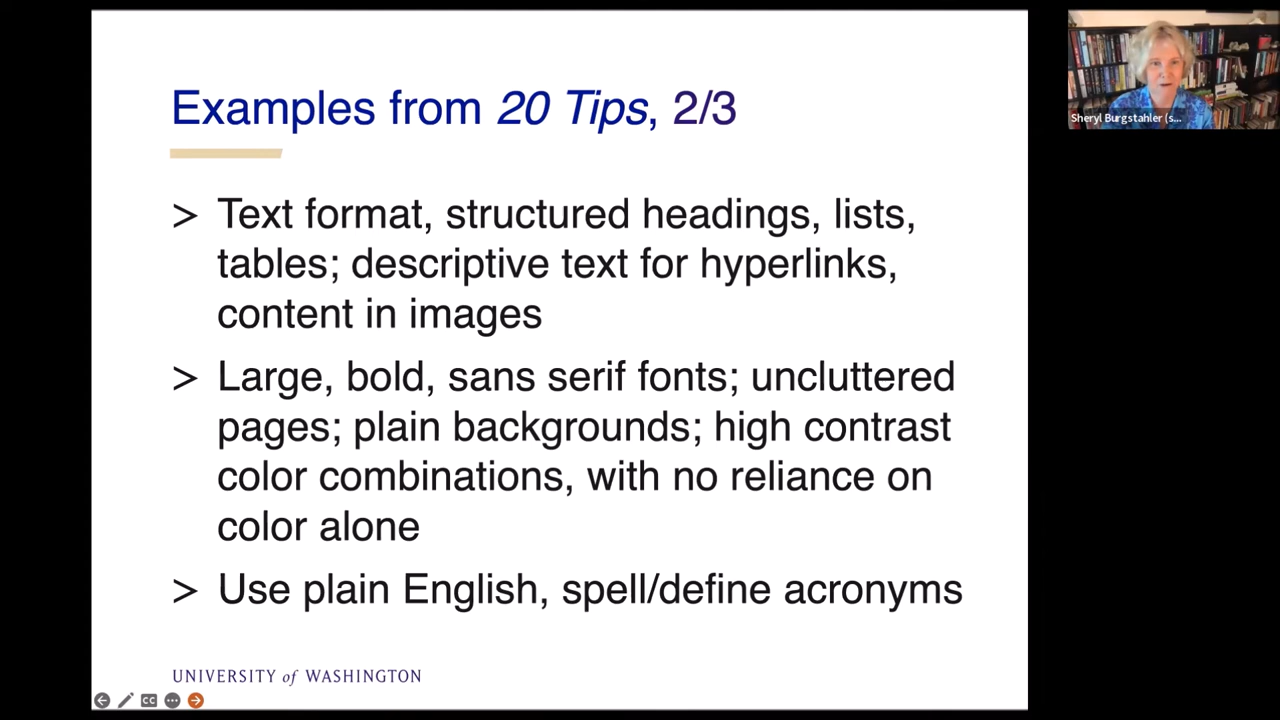 Examples from 20 Tips, 2/3
> Text format, structured headings, lists,
tables; descriptive text for hyperlinks,
content in images
> Large, bold, sans serif fonts; uncluttered
pages; plain backgrounds; high contrast
color combinations, with no reliance on
color alone
> Use plain English, spell/define acronyms
UNIVERSITY of WASHINGTON
CC
Sheryl Burgstahler (s...